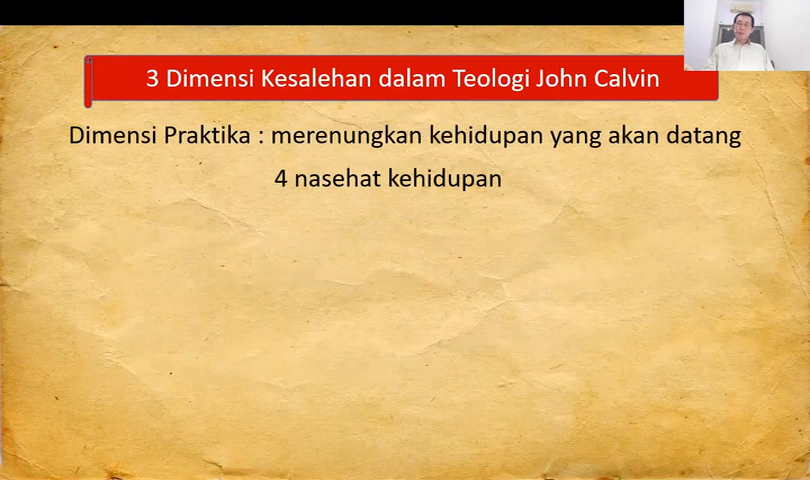 3 Dimensi Kesalehan dalam Teologi John Calvin
Dimensi Praktika : merenungkan kehidupan yang akan datang
4 nasehat kehidupan